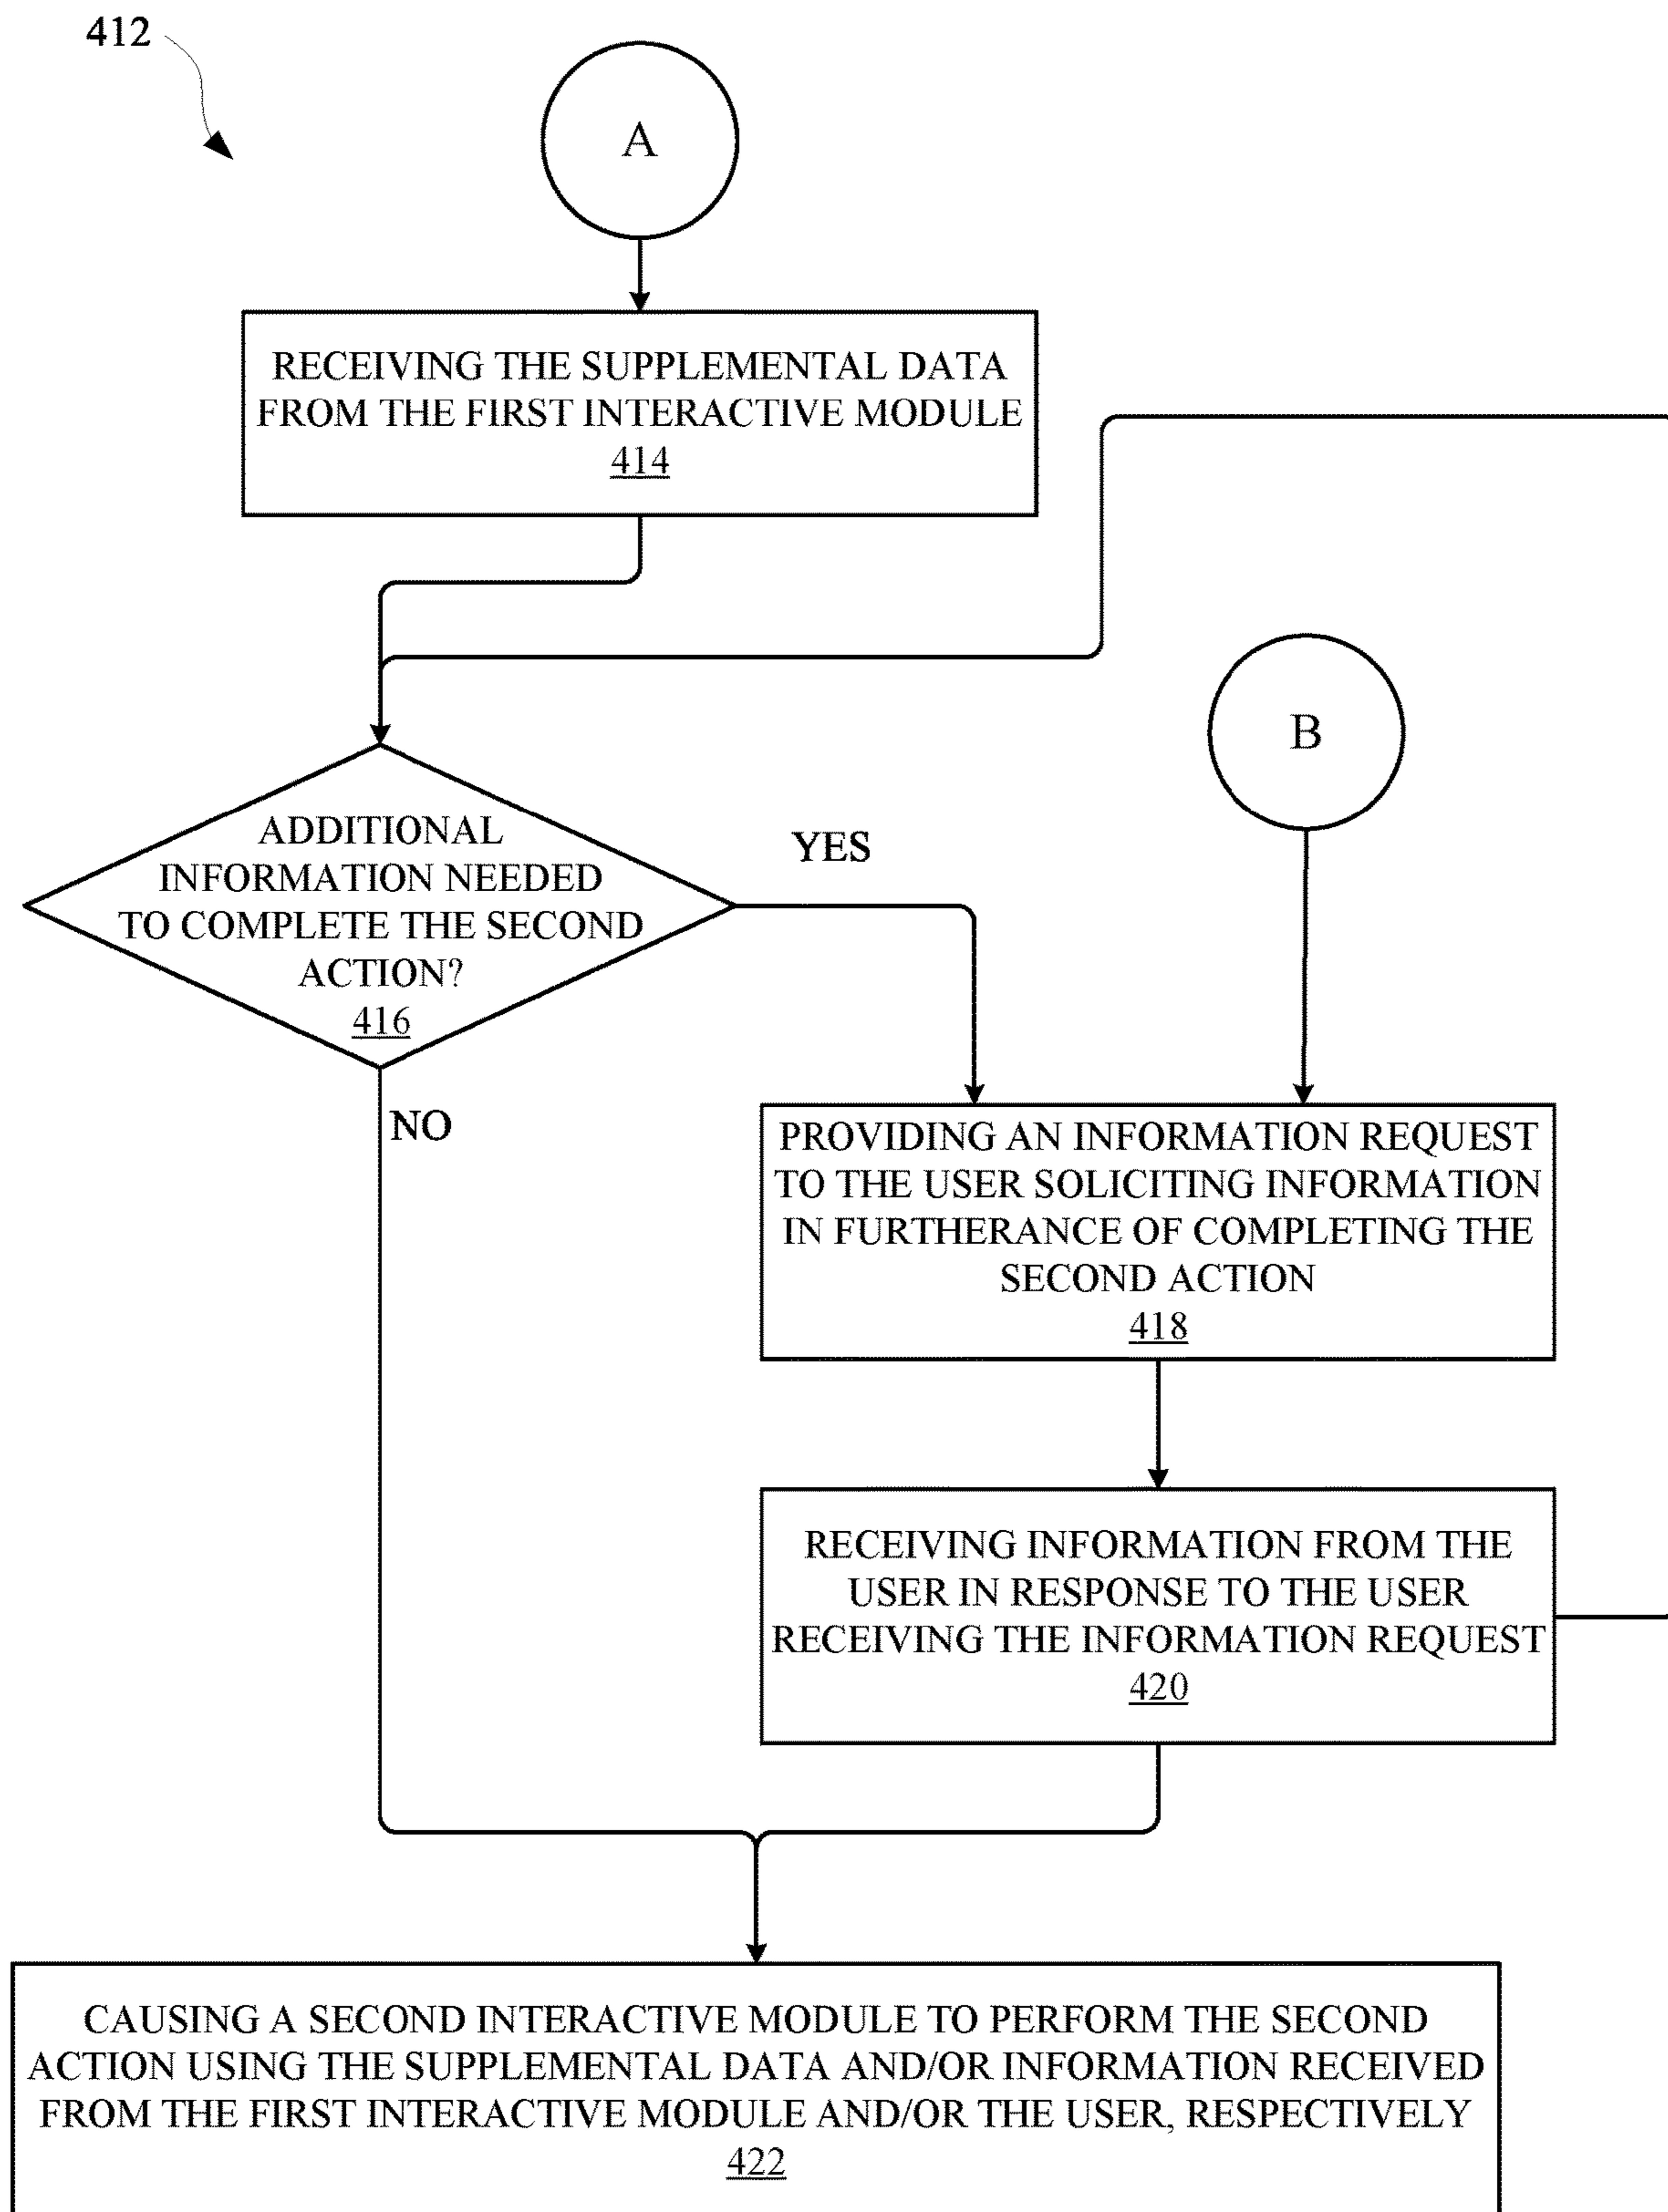 412
A
RECEIVING THE SUPPLEMENTAL DATA
FROM THE FIRST INTERACTIVE MODULE
414
B
ADDITIONAL
INFORMATION NEEDED
TO COMPLETE THE SECOND
ACTION?
416
YES
NO
PROVIDING AN INFORMATION REQUEST
TO THE USER SOLICITING INFORMATION
IN FURTHERANCE OF COMPLETING THE
SECOND ACTION
418
RECEIVING INFORMATION FROM THE
USER IN RESPONSE TO THE USER
RECEIVING THE INFORMATION REQUEST
420
CAUSING A SECOND INTERACTIVE MODULE TO PERFORM THE SECOND
ACTION USING THE SUPPLEMENTAL DATA AND/OR INFORMATION RECEIVED
FROM THE FIRST INTERACTIVE MODULE AND/OR THE USER, RESPECTIVELY
422